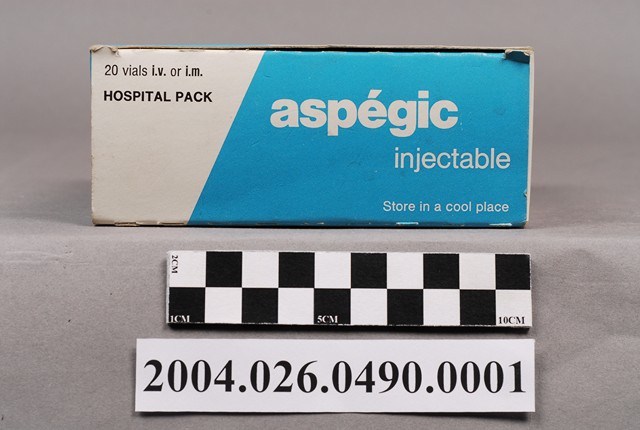 20 vials i.v. or i.m.
HOSPITAL PACK
aspégic
injectable
Store in a cool place
2CM
1CM 5CM 10CM
2004.026.0490.0001